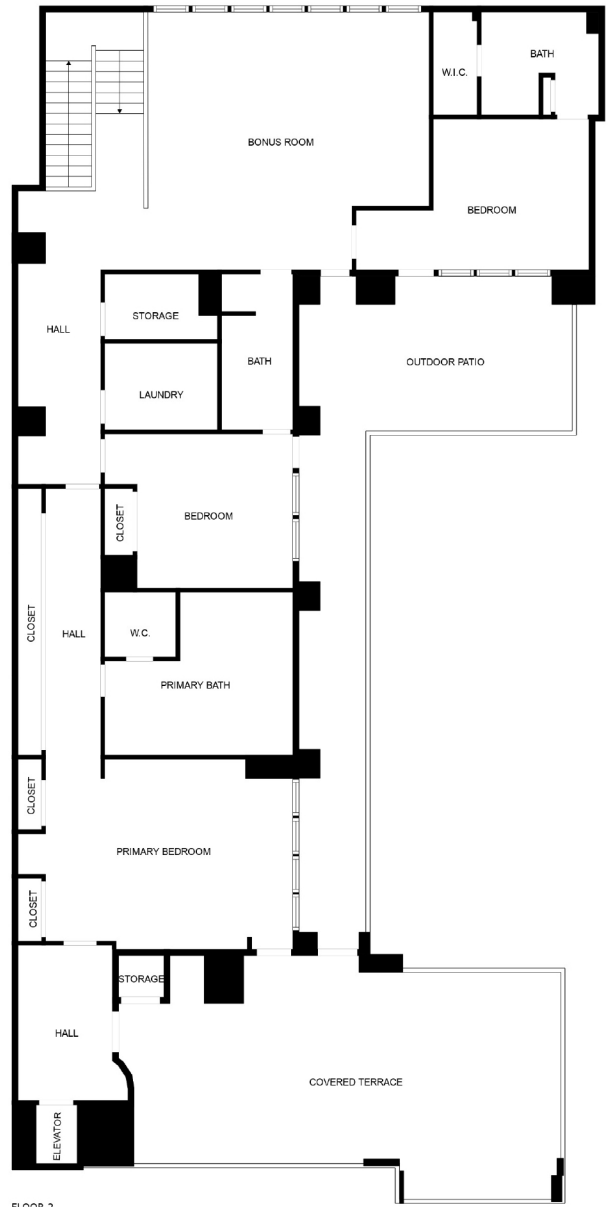 W.I.C.
BATH
BONUS ROOM
BEDROOM
STORAGE
HALL
BATH
OUTDOOR PATIO
LAUNDRY
CLOSET
BEDROOM
CLOSET
HALL
W.C.
PRIMARY BATH
CLOSET
PRIMARY BEDROOM
CLOSET
STORAGE
HALL
COVERED TERRACE
ELEVATOR